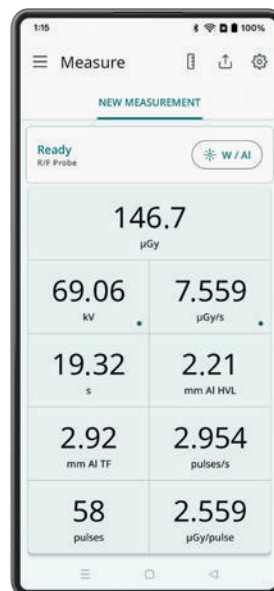 1:15 100%
Measure
NEW MEASUREMENT
Ready
R/F Probe
W / Al
146.7
µGy
69.06 7.559
kV µGy/s
19.32 2.21
s mm Al HVL
2.92 2.954
mm Al TF pulses/s
58 2.559
pulses µGy/pulse